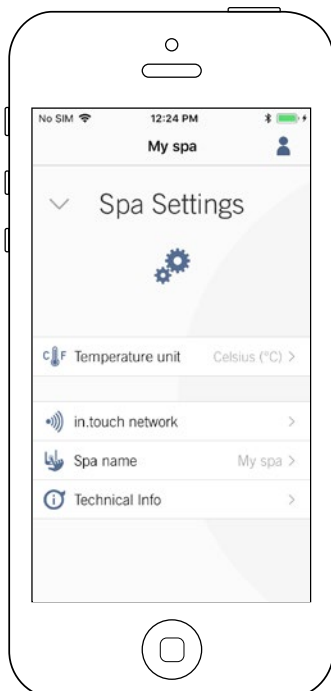 No SIM 12:24 PM
My spa
Spa Settings
C F Temperature unit Celsius (°C) >
in.touch network >
Spa name My spa >
i Technical Info >